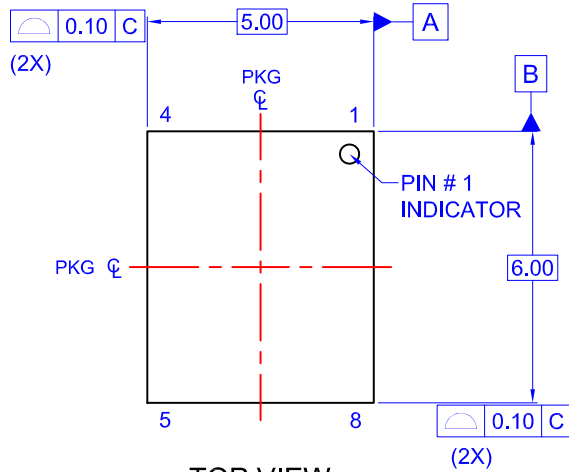 0.10 C
(2X)
5.00
A
B
PKG
℄
4 1
PIN # 1
INDICATOR
PKG ℄
6.00
5 8
0.10 C
(2X)